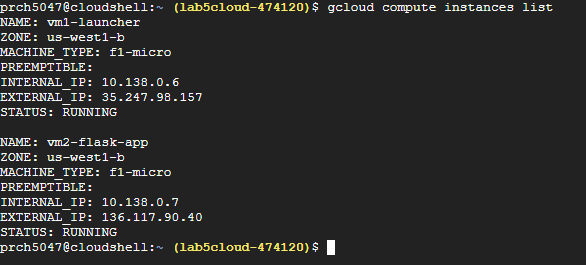 prch5047@cloudshell:~ (lab5cloud-474120)$ gcloud compute instances list
NAME: vm1-launcher
ZONE: us-west1-b
MACHINE_TYPE: f1-micro
PREEMPTIBLE:
INTERNAL_IP: 10.138.0.6
EXTERNAL_IP: 35.247.98.157
STATUS: RUNNING

NAME: vm2-flask-app
ZONE: us-west1-b
MACHINE_TYPE: f1-micro
PREEMPTIBLE:
INTERNAL_IP: 10.138.0.7
EXTERNAL_IP: 136.117.90.40
STATUS: RUNNING
prch5047@cloudshell:~ (lab5cloud-474120)$